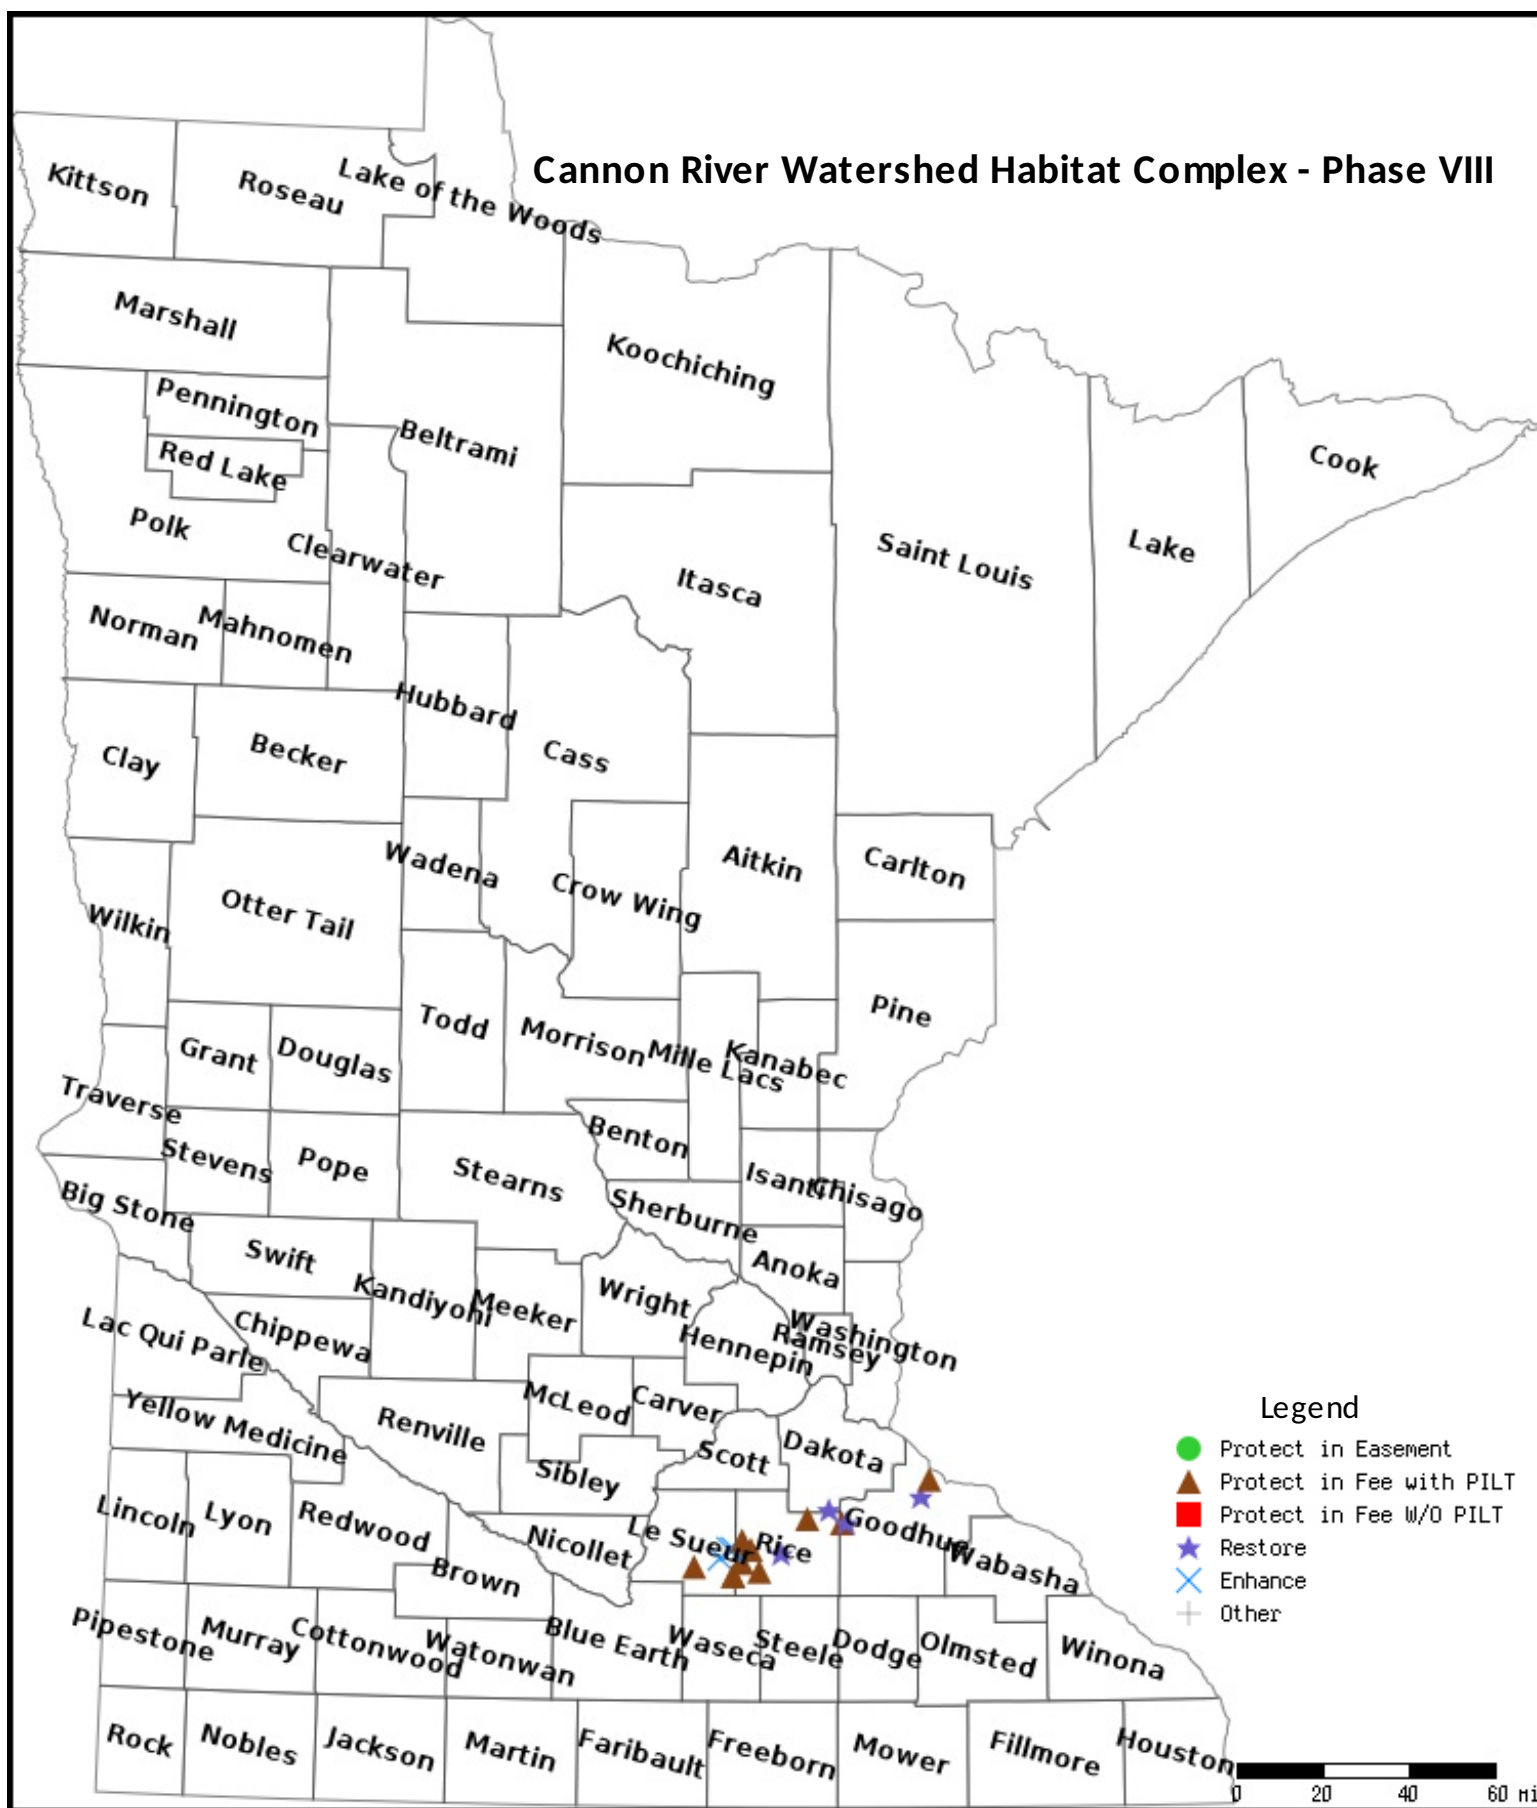 Cannon River Watershed Habitat Complex - Phase VIII
Kittson
Roseau
Lake of the Woods
Marshall
Koochiching
Pennington
Beltrami
Red Lake
Cook
Polk
Clearwater
Itasca
Saint Louis
Lake
Norman
Mahnomen
Hubbard
Clay
Becker
Cass
Wadena
Aitkin
Carlton
Otter Tail
Crow Wing
Wilkin
Todd
Morrison
Mille Lacs
Kanabec
Pine
Grant
Douglas
Traverse
Benton
Stevens
Pope
Stearns
Isanti
Chisago
Big Stone
Sherburne
Swift
Anoka
Kandiyohi
Meeker
Wright
Lac Qui Parle
Chippewa
Hennepin
Ramsey
Washington
Yellow Medicine
Renville
McLeod
Carver
Scott
Dakota
Sibley
Lincoln
Lyon
Redwood
Nicollet
Le Sueur
Rice
Goodhue
Wabasha
Brown
Pipestone
Murray
Cottonwood
Watonwan
Blue Earth
Waseca
Steele
Dodge
Olmsted
Winona
Rock
Nobles
Jackson
Martin
Faribault
Freeborn
Mower
Fillmore
Houston
Legend
Protect in Easement
Protect in Fee with PILT
Protect in Fee W/O PILT
Restore
Enhance
Other
0 20 40 60 Mi